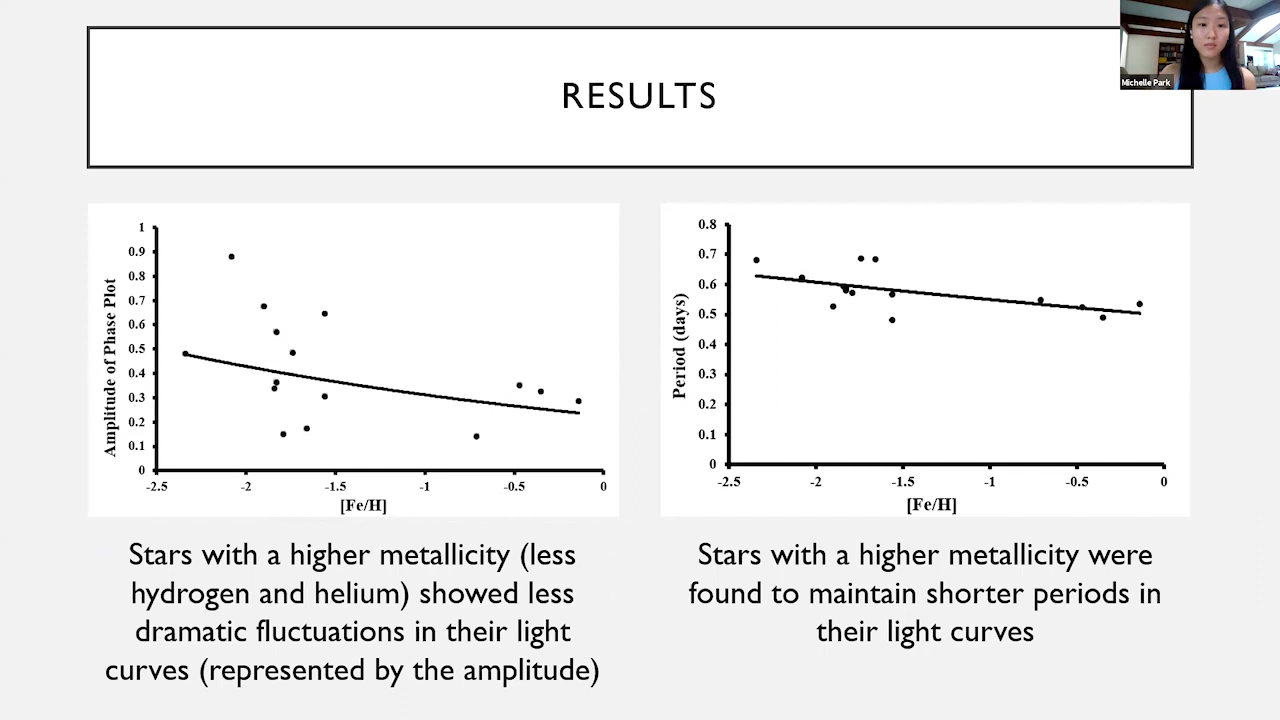 RESULTS
Michelle Park
1
0.9
0.8
0.7
0.6
0.5
0.4
0.3
0.2
0.1
0
Amplitude of Phase Plot
-2.5 -2 -1.5 -1 -0.5 0
[Fe/H]
0.8
0.7
0.6
0.5
0.4
0.3
0.2
0.1
0
Period (days)
-2.5 -2 -1.5 -1 -0.5 0
[Fe/H]
Stars with a higher metallicity (less
hydrogen and helium) showed less
dramatic fluctuations in their light
curves (represented by the amplitude)
Stars with a higher metallicity were
found to maintain shorter periods in
their light curves